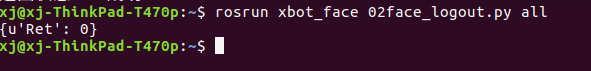 xj@xj-ThinkPad-T470p:~$ rosrun xbot_face 02face_logout.py all
{u'Ret': 0}
xj@xj-ThinkPad-T470p:~$